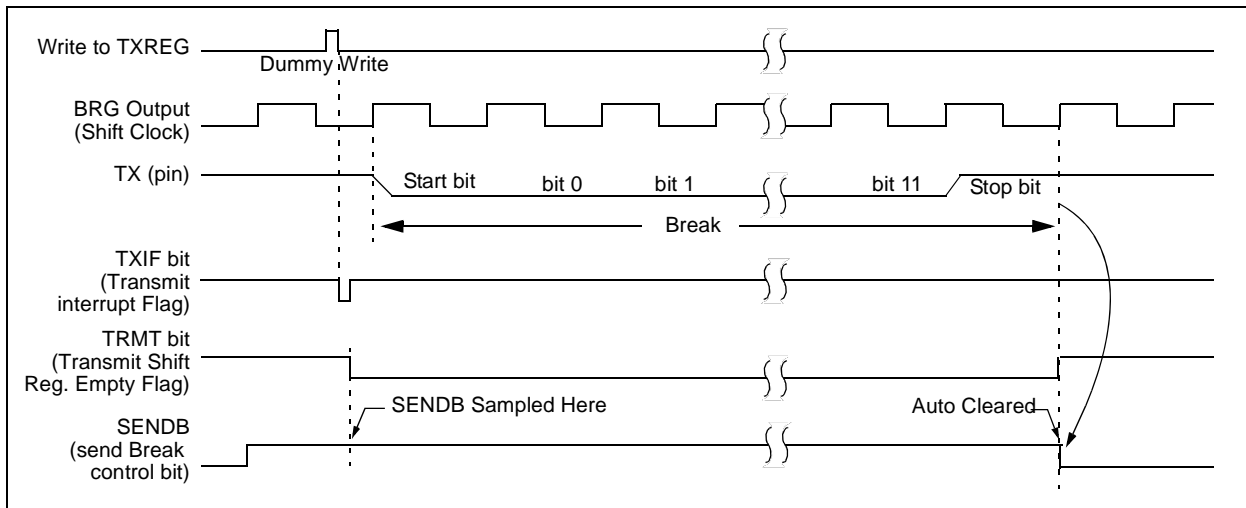 Write to TXREG
Dummy Write
BRG Output
(Shift Clock)
TX (pin)
Start bit
bit 0
bit 1
bit 11
Stop bit
Break
TXIF bit
(Transmit
interrupt Flag)
TRMT bit
(Transmit Shift
Reg. Empty Flag)
SENDB Sampled Here
Auto Cleared
SENDB
(send Break
control bit)